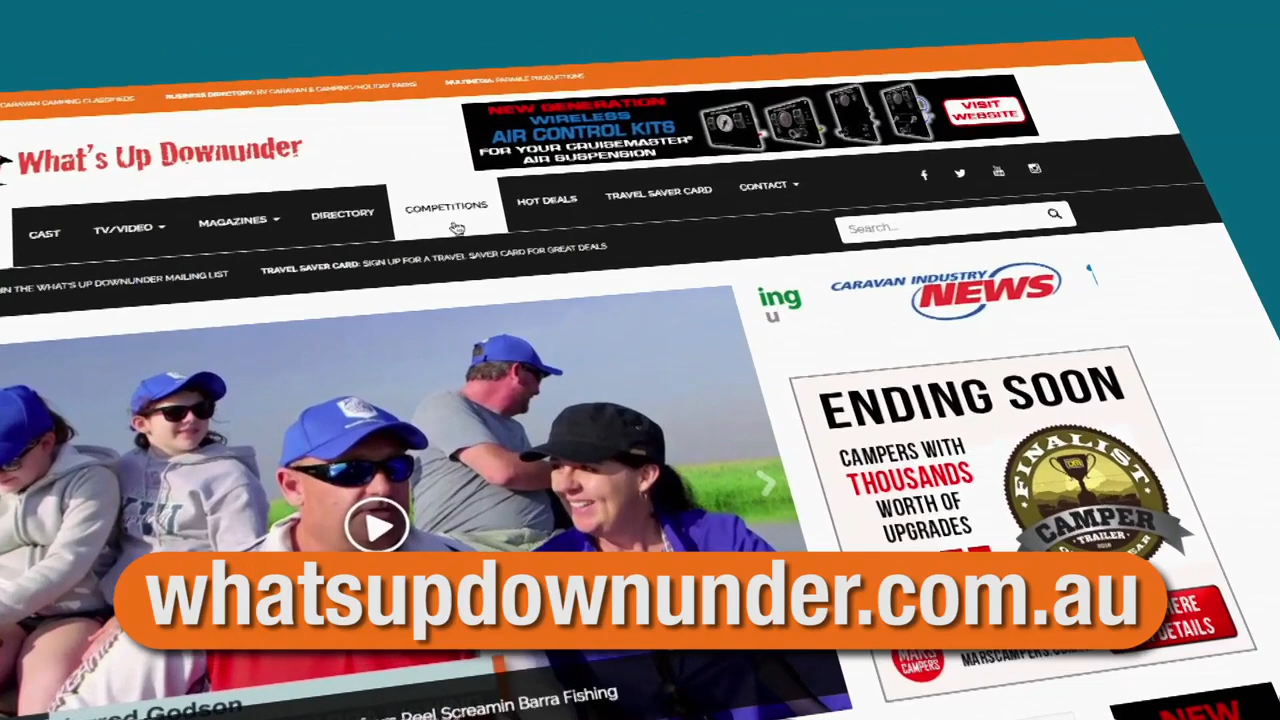 CARAVAN CAMPING CLASSIFIEDS
BUSINESS DIRECTORY: RV CARAVAN & CAMPING/HOLIDAY PARKS
MULTIMEDIA: PARABLE PRODUCTIONS
What's Up Downunder
NEW GENERATION
WIRELESS
AIR CONTROL KITS
FOR YOUR CRUISEMASTER®
AIR SUSPENSION
VISIT
WEBSITE
CAST
TV/VIDEO
MAGAZINES
DIRECTORY
COMPETITIONS
HOT DEALS
TRAVEL SAVER CARD
CONTACT
THE WHAT'S UP DOWNUNDER MAILING LIST
TRAVEL SAVER CARD: SIGN UP FOR A TRAVEL SAVER CARD FOR GREAT DEALS
Search...
ing
u
CARAVAN INDUSTRY
NEWS
ENDING SOON
CAMPERS WITH
THOUSANDS
WORTH OF
UPGRADES
FINALIST
CAMPER
TRAILER
whatsupdownunder.com.au
HERE
DETAILS
MARS
CAMPERS
Godson
Reel Screamin Barra Fishing
NEW